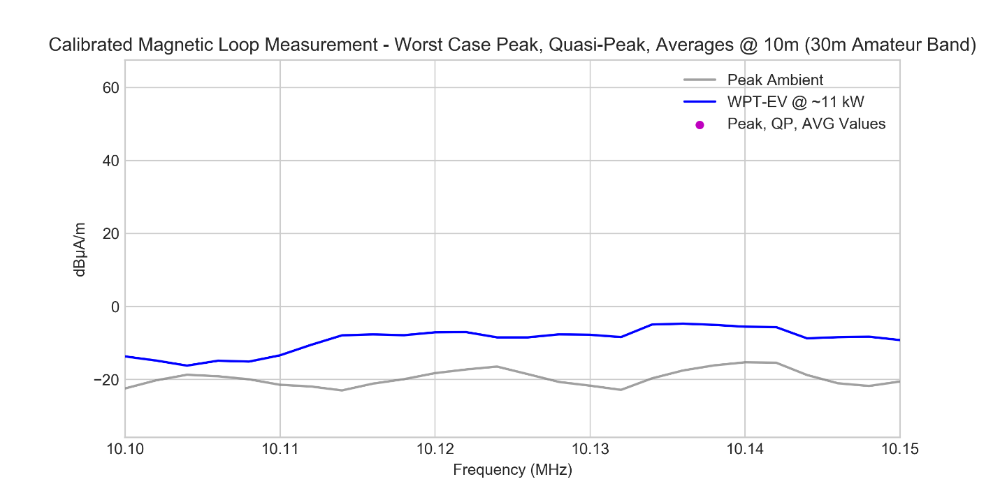 Calibrated Magnetic Loop Measurement - Worst Case Peak, Quasi-Peak, Averages @ 10m (30m Amateur Band)
Peak Ambient
WPT-EV @ ~11 kW
Peak, QP, AVG Values
60
40
20
0
−20
dBµA/m
10.10
10.11
10.12
10.13
10.14
10.15
Frequency (MHz)